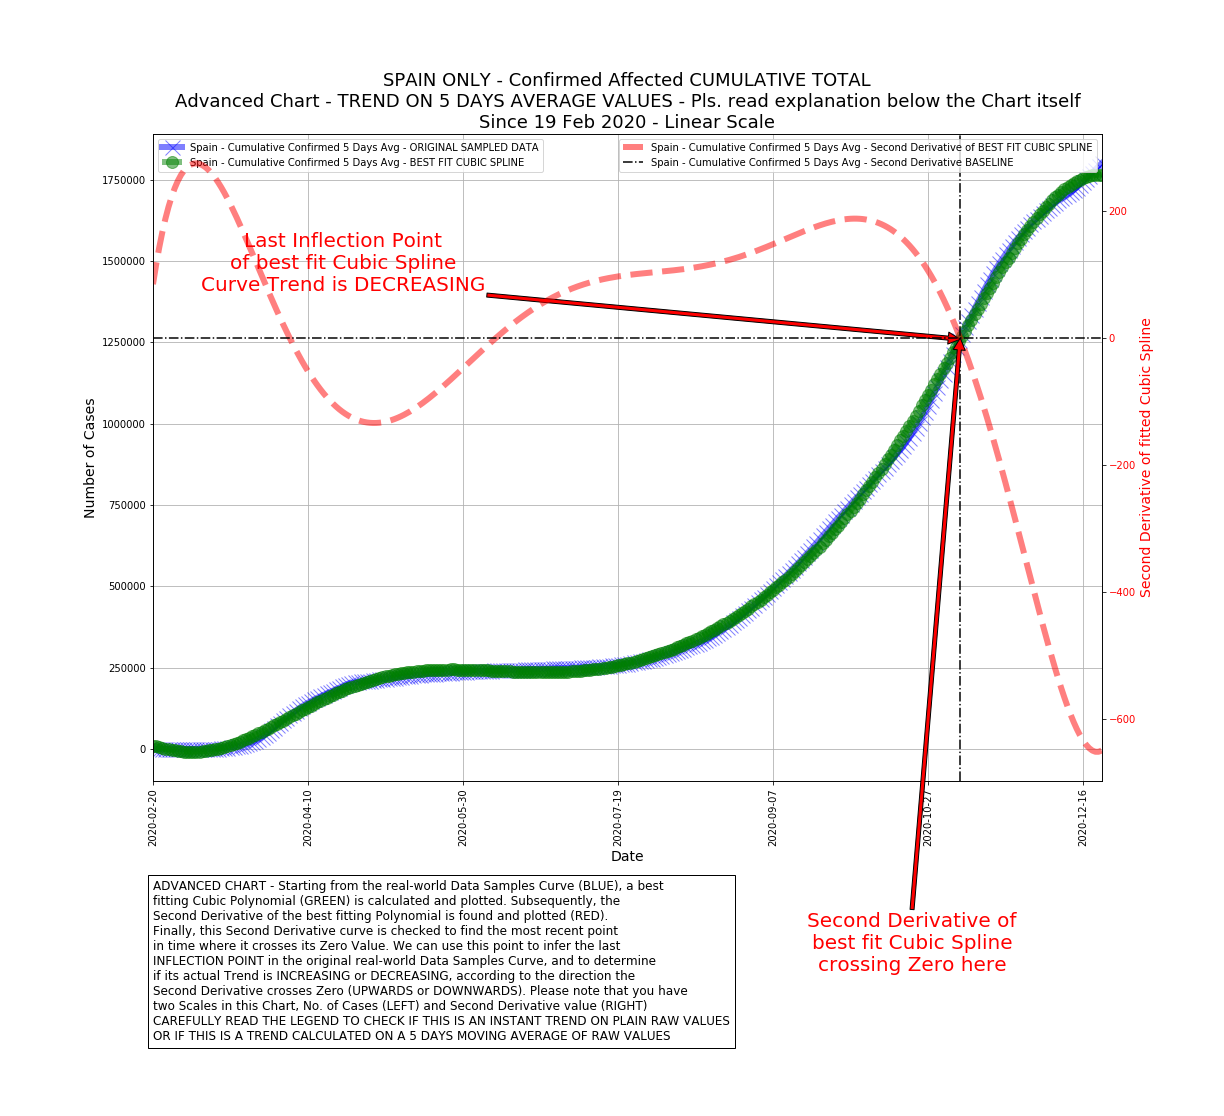 SPAIN ONLY - Confirmed Affected CUMULATIVE TOTAL
Advanced Chart - TREND ON 5 DAYS AVERAGE VALUES - Pls. read explanation below the Chart itself
Since 19 Feb 2020 - Linear Scale
Spain - Cumulative Confirmed 5 Days Avg - ORIGINAL SAMPLED DATA
Spain - Cumulative Confirmed 5 Days Avg - BEST FIT CUBIC SPLINE
Spain - Cumulative Confirmed 5 Days Avg - Second Derivative of BEST FIT CUBIC SPLINE
Spain - Cumulative Confirmed 5 Days Avg - Second Derivative BASELINE
Last Inflection Point
of best fit Cubic Spline
Curve Trend is DECREASING
Number of Cases
1750000
1500000
1250000
1000000
750000
500000
250000
0
200
0
−200
−400
−600
Second Derivative of fitted Cubic Spline
2020-02-20
2020-04-10
2020-05-30
2020-07-19
2020-09-07
2020-10-27
2020-12-16
Date
Second Derivative of
best fit Cubic Spline
crossing Zero here
ADVANCED CHART - Starting from the real-world Data Samples Curve (BLUE), a best
fitting Cubic Polynomial (GREEN) is calculated and plotted. Subsequently, the
Second Derivative of the best fitting Polynomial is found and plotted (RED).
Finally, this Second Derivative curve is checked to find the most recent point
in time where it crosses its Zero Value. We can use this point to infer the last
INFLECTION POINT in the original real-world Data Samples Curve, and to determine
if its actual Trend is INCREASING or DECREASING, according to the direction the
Second Derivative crosses Zero (UPWARDS or DOWNWARDS). Please note that you have
two Scales in this Chart, No. of Cases (LEFT) and Second Derivative value (RIGHT)
CAREFULLY READ THE LEGEND TO CHECK IF THIS IS AN INSTANT TREND ON PLAIN RAW VALUES
OR IF THIS IS A TREND CALCULATED ON A 5 DAYS MOVING AVERAGE OF RAW VALUES